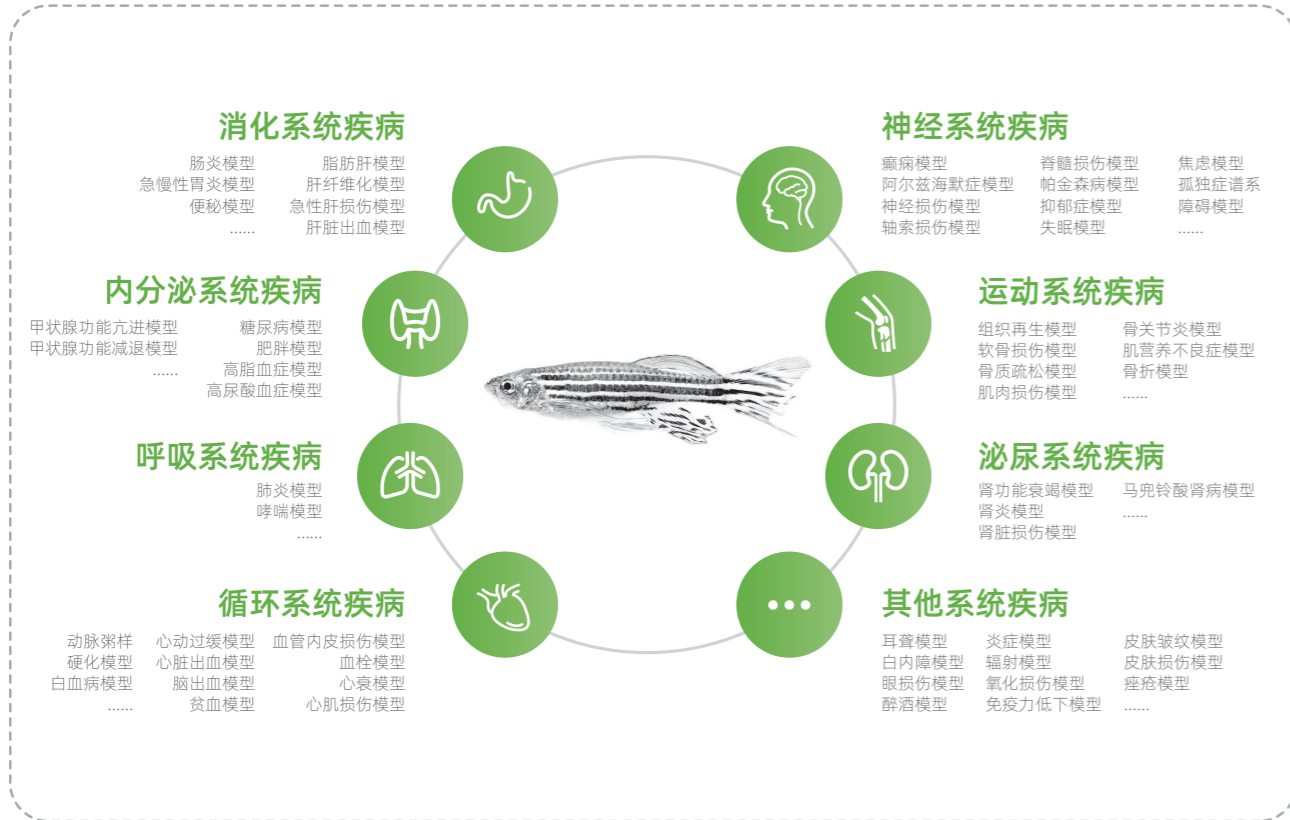 消化系统疾病
肠炎模型 脂肪肝模型
急慢性胃炎模型 肝纤维化模型
便秘模型 急性肝损伤模型
...... 肝脏出血模型
内分泌系统疾病
甲状腺功能亢进模型 糖尿病模型
甲状腺功能减退模型 肥胖模型
...... 高脂血症模型
高尿酸血症模型
呼吸系统疾病
肺炎模型
哮喘模型
......
循环系统疾病
动脉粥样 心动过缓模型 血管内皮损伤模型
硬化模型 心脏出血模型 血栓模型
白血病模型 脑出血模型 心衰模型
...... 贫血模型 心肌损伤模型
神经系统疾病
癫痫模型 脊髓损伤模型 焦虑模型
阿尔兹海默症模型 帕金森病模型 孤独症谱系
神经损伤模型 抑郁症模型 障碍模型
轴索损伤模型 失眠模型 ......
运动系统疾病
组织再生模型 骨关节炎模型
软骨损伤模型 肌营养不良症模型
骨质疏松模型 骨折模型
肌肉损伤模型 ......
泌尿系统疾病
肾功能衰竭模型 马兜铃酸肾病模型
肾炎模型 ......
肾脏损伤模型
其他系统疾病
耳聋模型 炎症模型 皮肤皱纹模型
白内障模型 辐射模型 皮肤损伤模型
眼损伤模型 氧化损伤模型 痤疮模型
醉酒模型 免疫力低下模型 ......